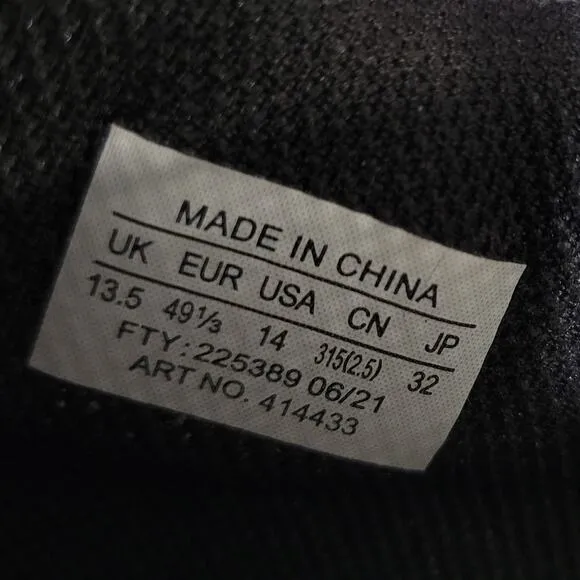 MADE IN CHINA
UK EUR USA CN JP
13.5 49⅓ 14 315(2.5) 32
FTY: 225389 06/21
ART NO. 414433